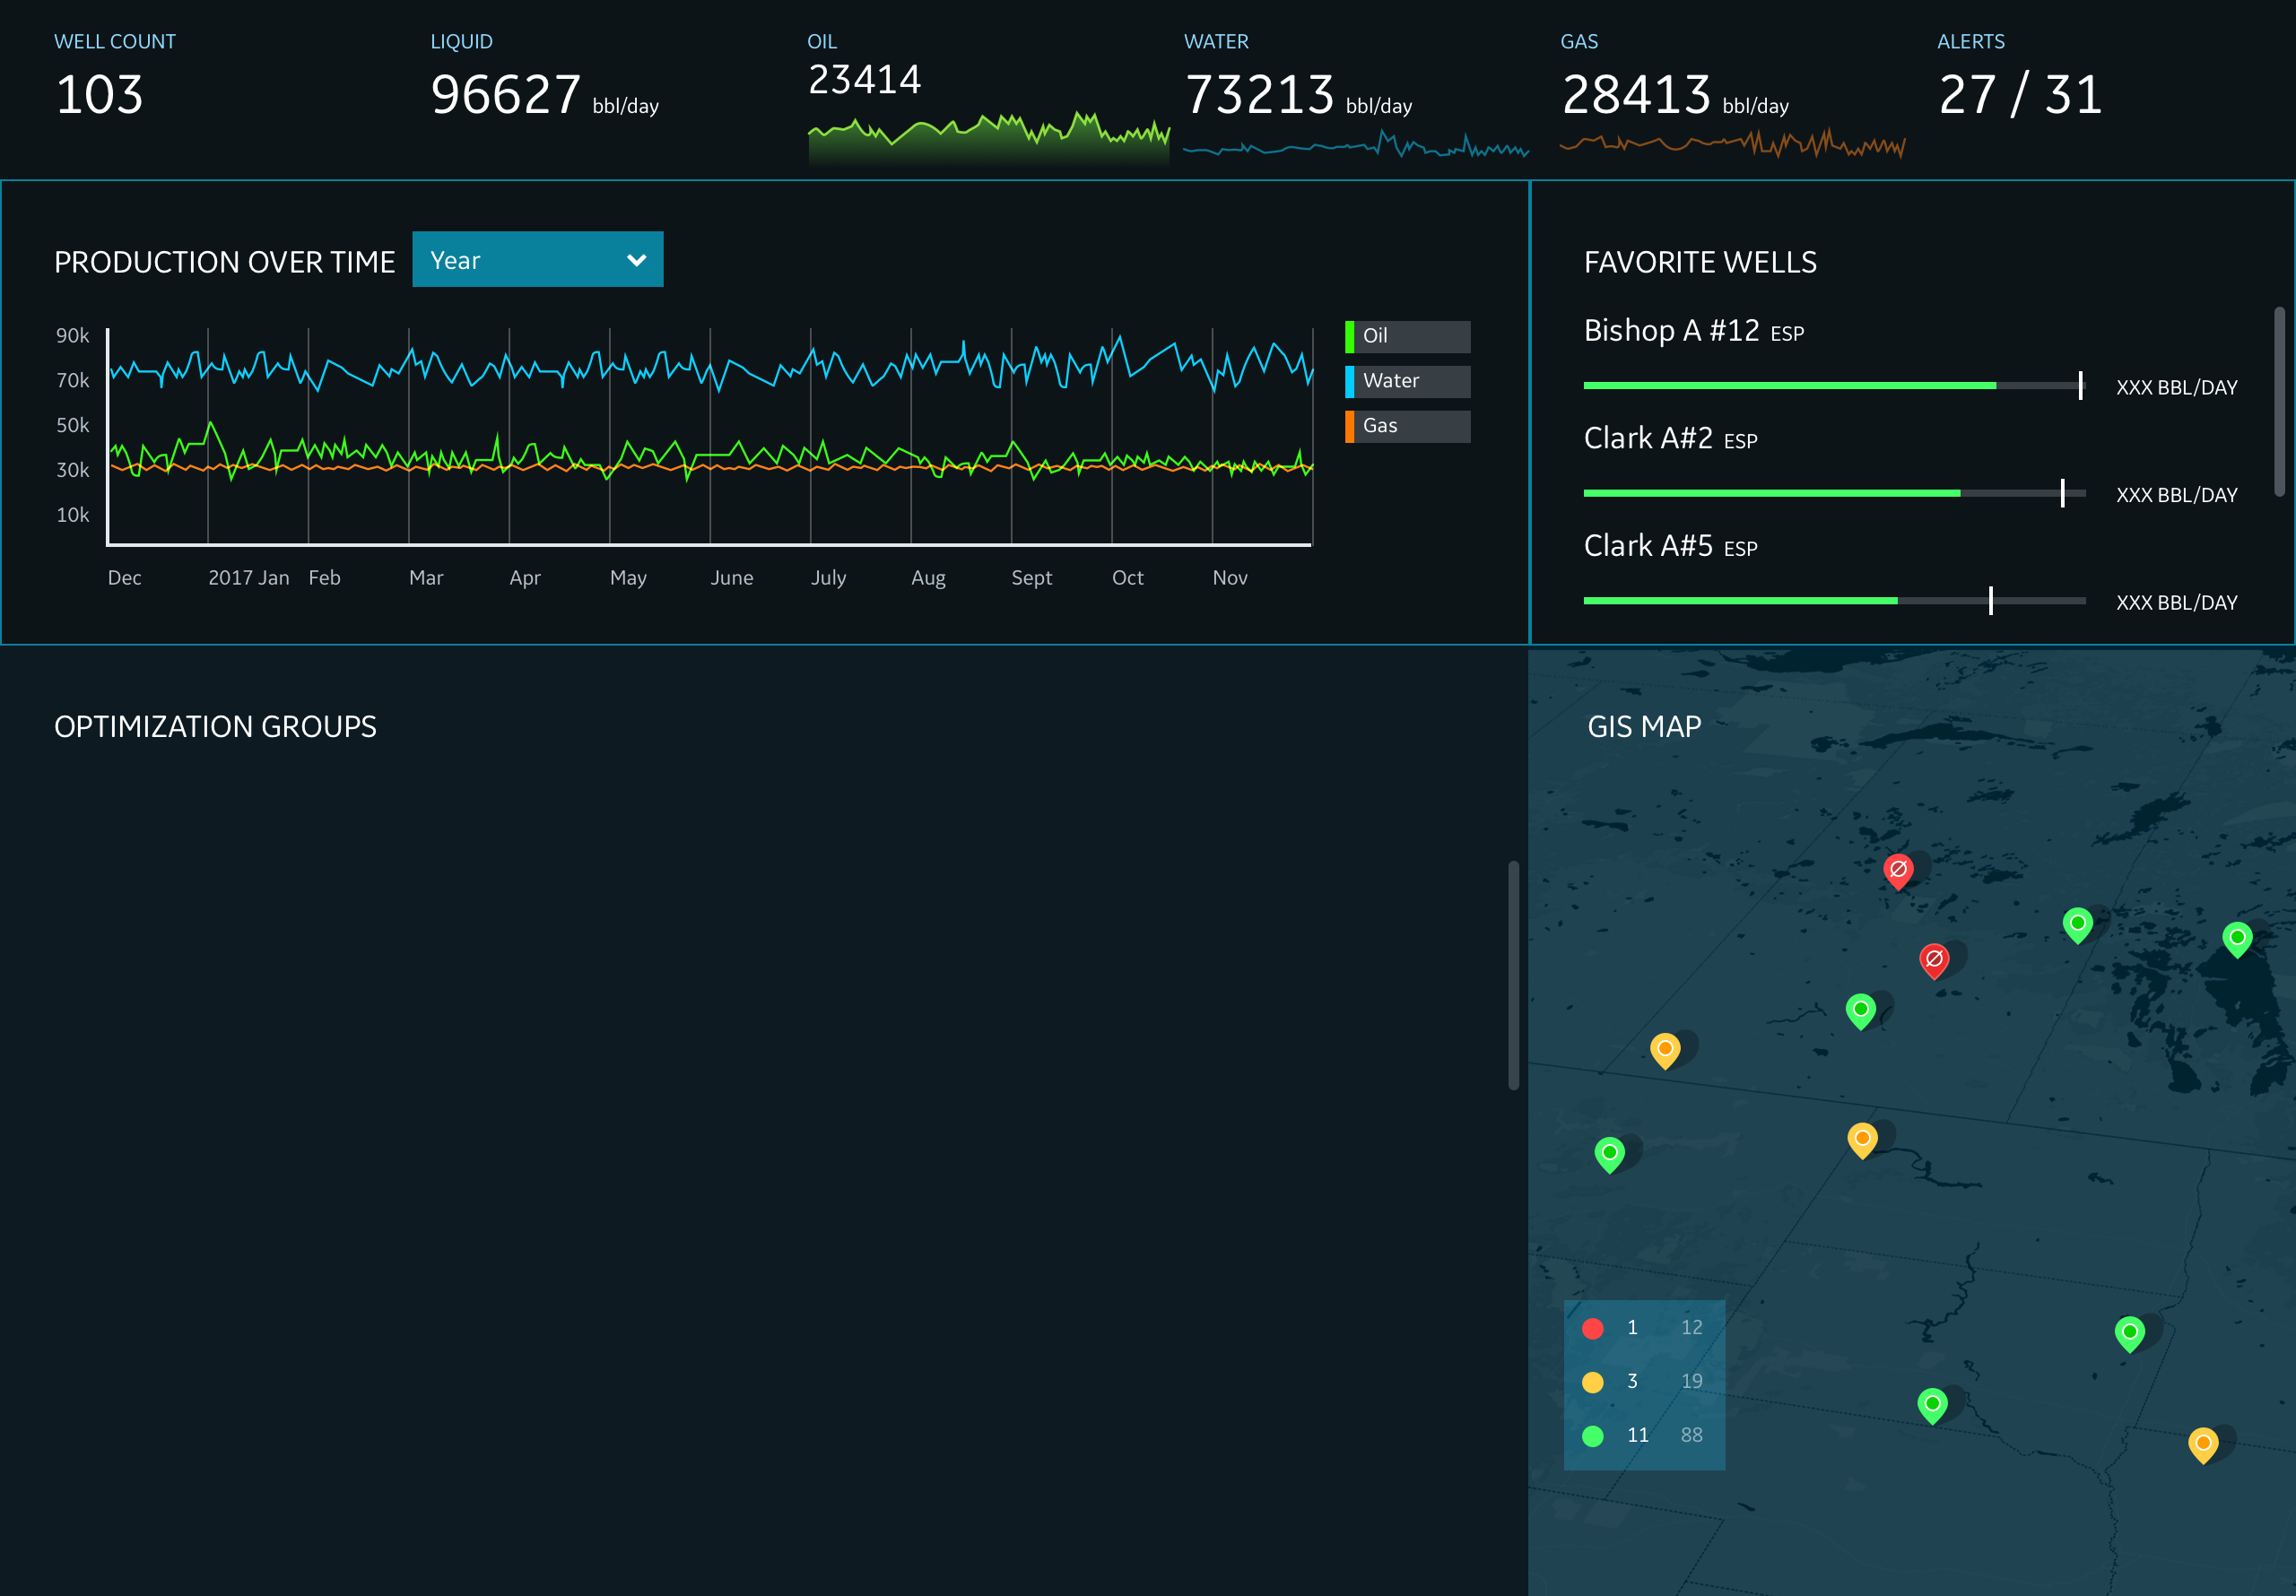 WELL COUNT
103
LIQUID
96627 bbl/day
OIL
23414
WATER
73213 bbl/day
GAS
28413 bbl/day
ALERTS
27 / 31
PRODUCTION OVER TIME
Year
90k
70k
50k
30k
10k
Dec
2017 Jan
Feb
Mar
Apr
May
June
July
Aug
Sept
Oct
Nov
Oil
Water
Gas
FAVORITE WELLS
Bishop A #12 ESP
XXX BBL/DAY
Clark A#2 ESP
XXX BBL/DAY
Clark A#5 ESP
XXX BBL/DAY
OPTIMIZATION GROUPS
GIS MAP
1 12
3 19
11 88